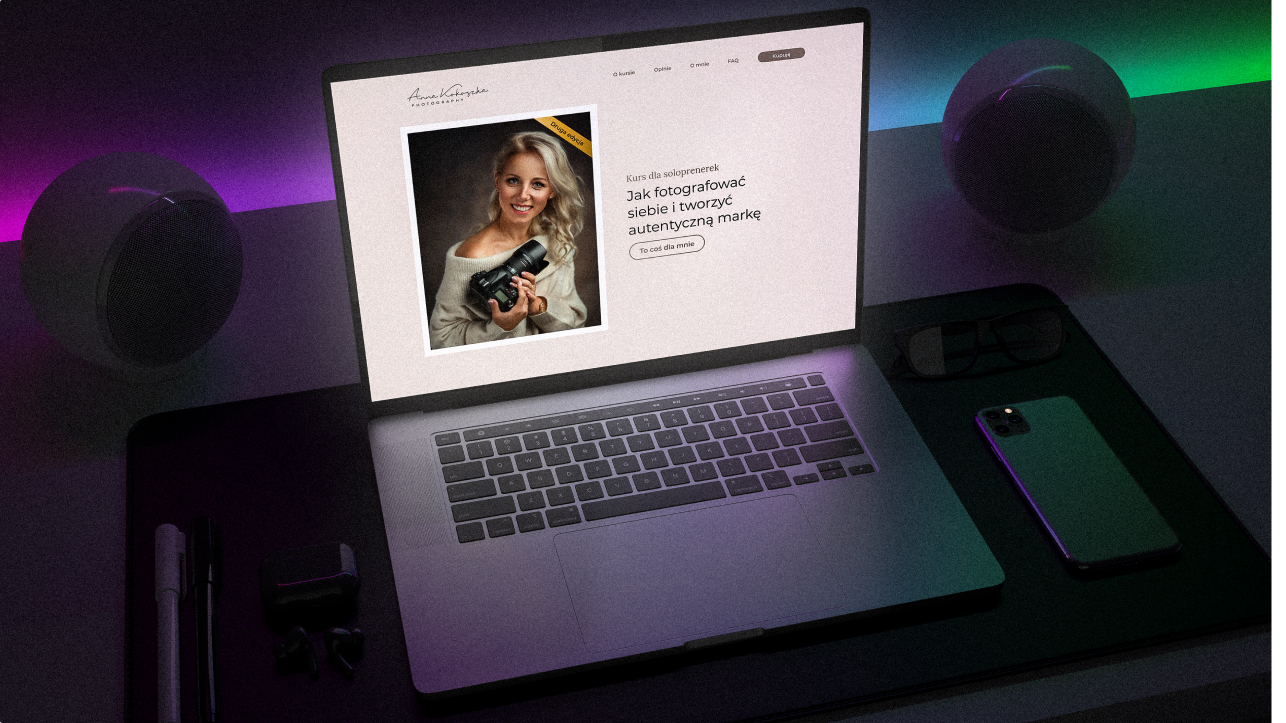 O kursie
Opinie
O mnie
FAQ
Kupuję
Anna Kokoszka
PHOTOGRAPHY
Druga edycja
Kurs dla soloprenerek
Jak fotografować
siebie i tworzyć
autentyczną markę
To coś dla mnie